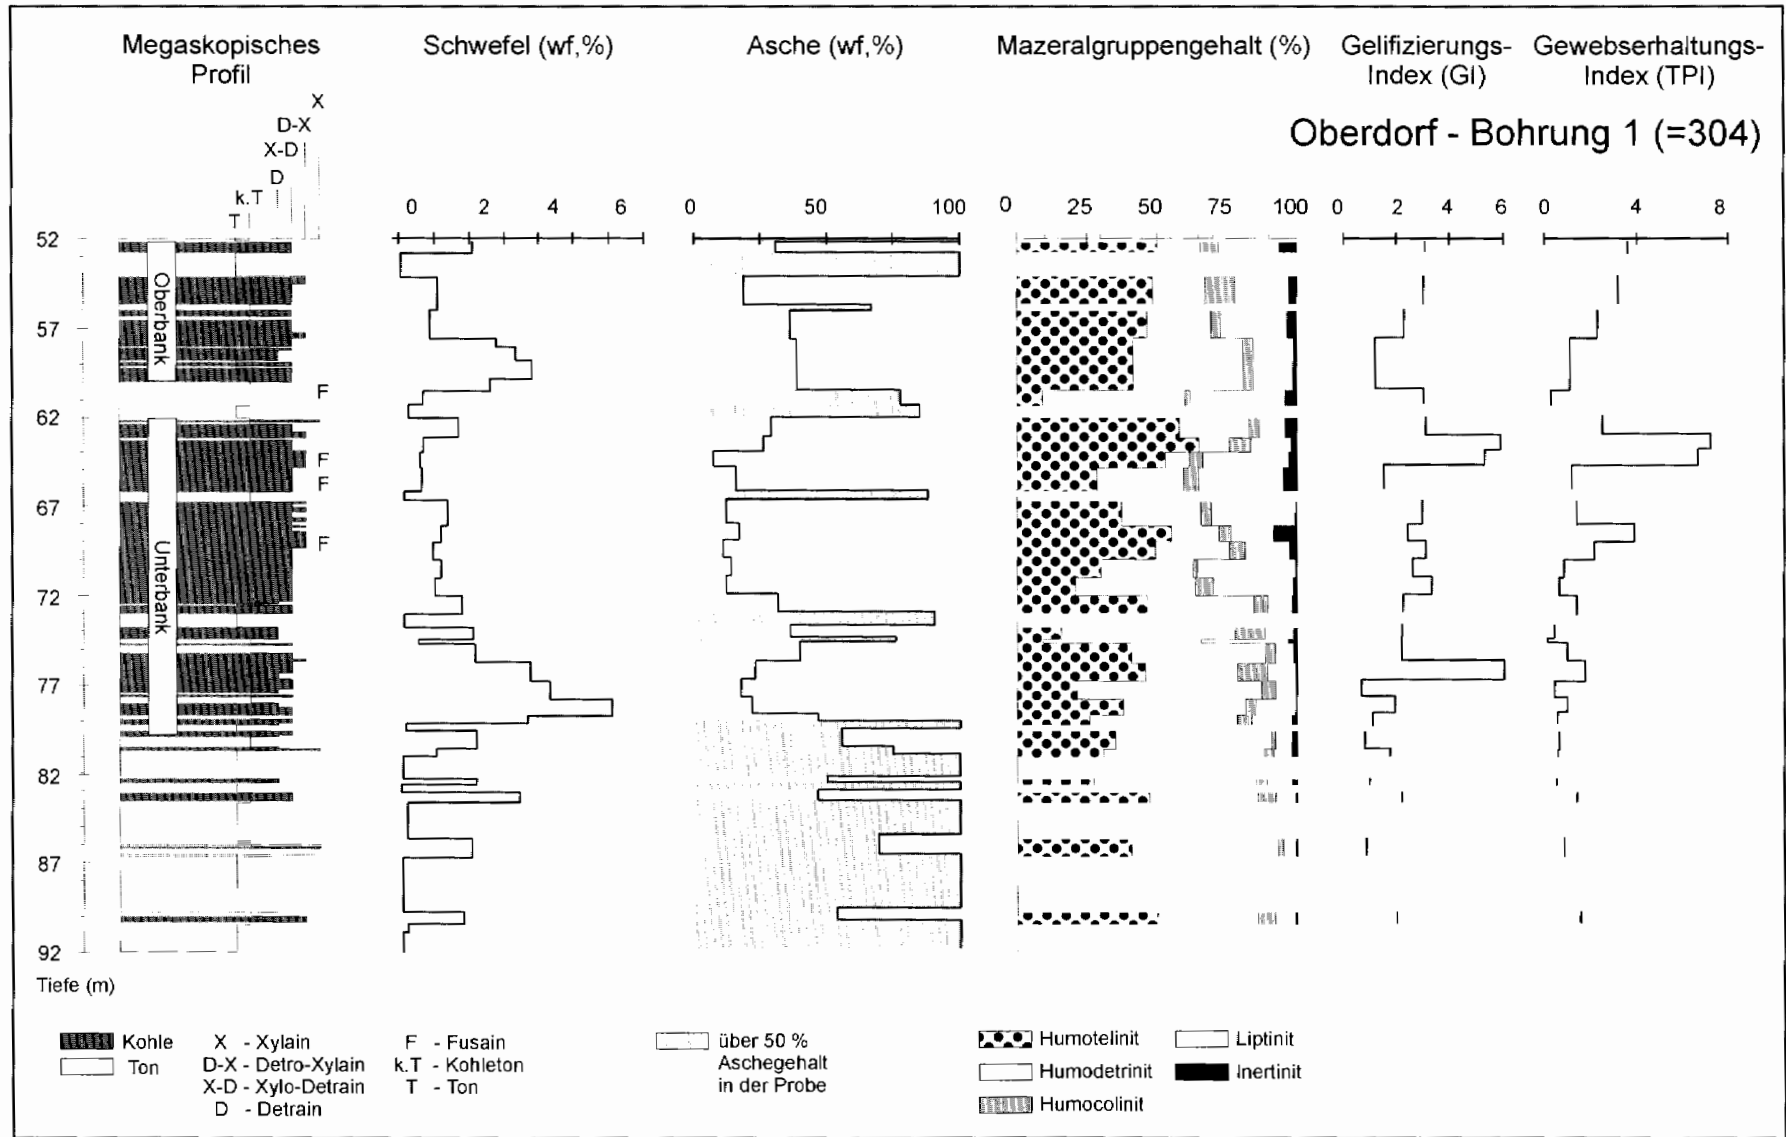 Megaskopisches
Profil
Schwefel (wf,%)
Asche (wf,%)
Mazeralgruppengehalt (%)
Gelifizierungs-
Index (GI)
Gewebserhaltungs-
Index (TPI)
X
D-X
X-D
D
k.T
T
Oberdorf - Bohrung 1 (=304)
0 2 4 6
0 50 100
0 25 50 75 100
0 2 4 6
0 4 8
52
57
62
67
72
77
82
87
92
Tiefe (m)
Oberbank
Unterbank
F
F
F
F
Kohle
Ton
X - Xylain
D-X - Detro-Xylain
X-D - Xylo-Detrain
D - Detrain
F - Fusain
k.T - Kohleton
T - Ton
über 50 %
Aschegehalt
in der Probe
Humotelinit
Humodetrinit
Humocolinit
Liptinit
Inertinit